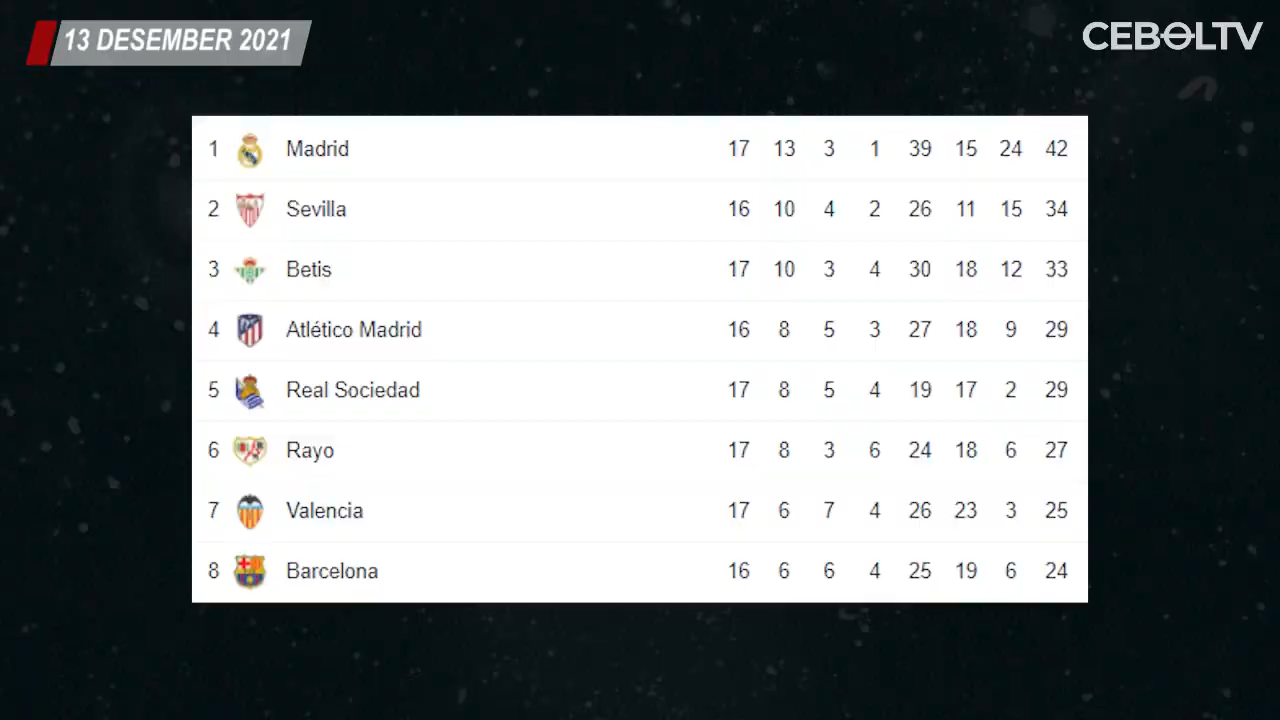 13 DESEMBER 2021
CEBOLTV
1 Madrid 17 13 3 1 39 15 24 42
2 Sevilla 16 10 4 2 26 11 15 34
3 Betis 17 10 3 4 30 18 12 33
4 Atlético Madrid 16 8 5 3 27 18 9 29
5 Real Sociedad 17 8 5 4 19 17 2 29
6 Rayo 17 8 3 6 24 18 6 27
7 Valencia 17 6 7 4 26 23 3 25
8 Barcelona 16 6 6 4 25 19 6 24